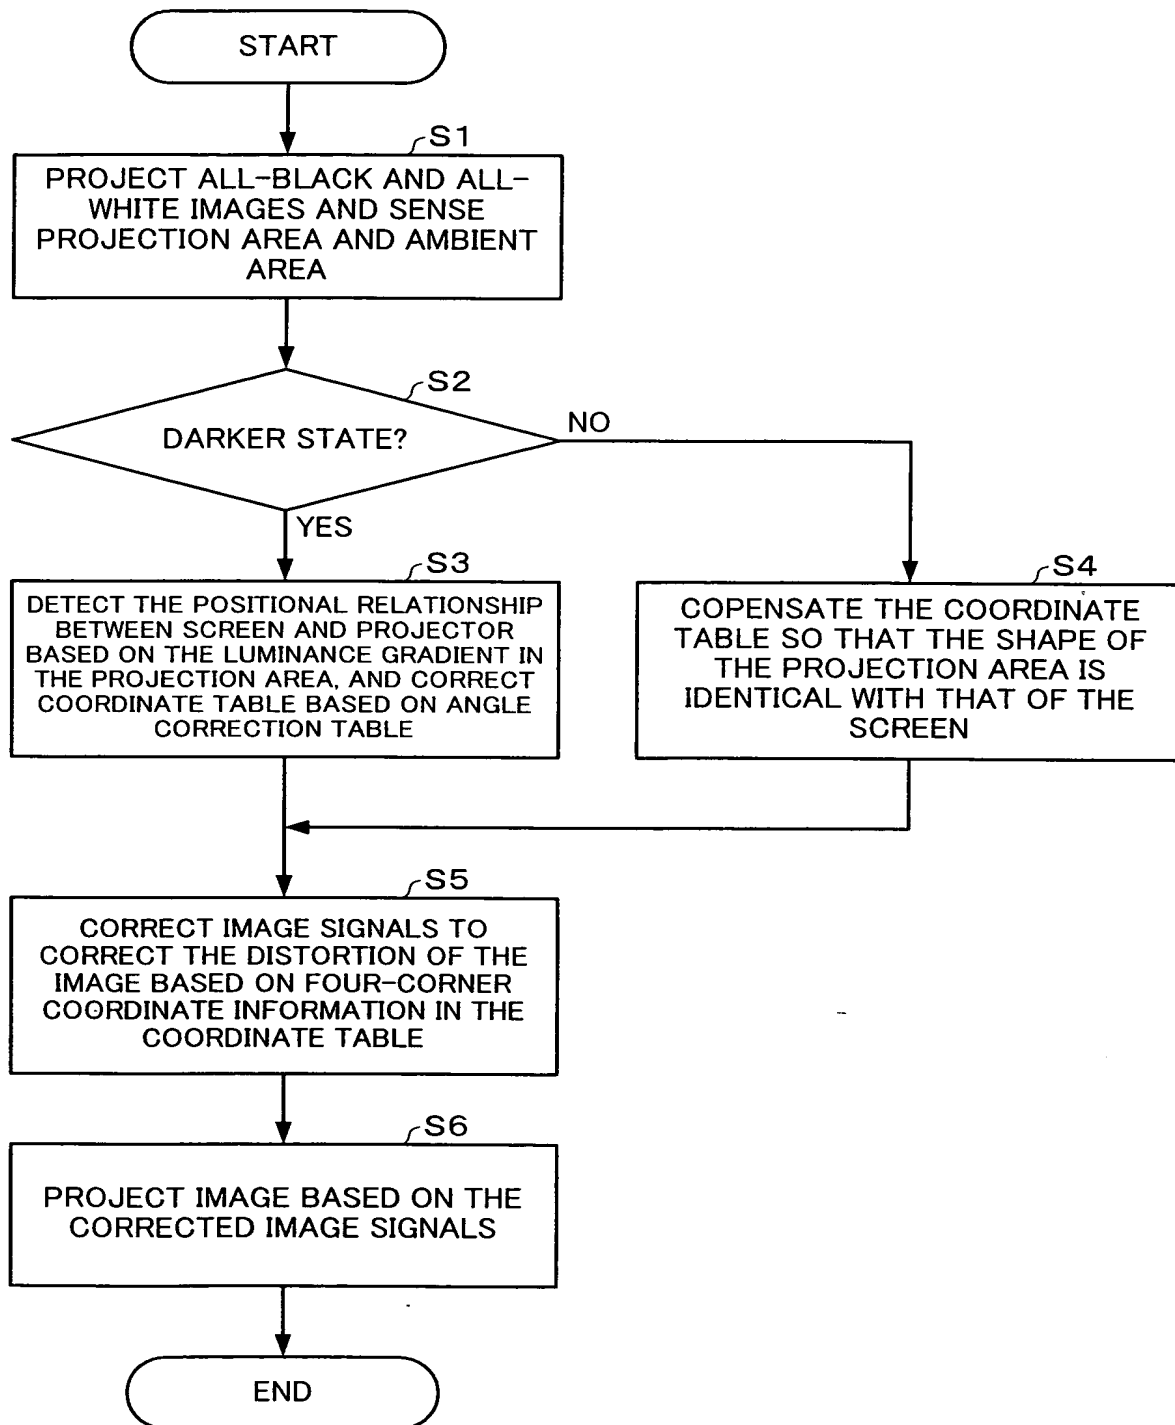 START
S1
PROJECT ALL-BLACK AND ALL-
WHITE IMAGES AND SENSE
PROJECTION AREA AND AMBIENT
AREA
S2
DARKER STATE?
NO
YES
S3
DETECT THE POSITIONAL RELATIONSHIP
BETWEEN SCREEN AND PROJECTOR
BASED ON THE LUMINANCE GRADIENT IN
THE PROJECTION AREA, AND CORRECT
COORDINATE TABLE BASED ON ANGLE
CORRECTION TABLE
S4
COPENSATE THE COORDINATE
TABLE SO THAT THE SHAPE OF
THE PROJECTION AREA IS
IDENTICAL WITH THAT OF THE
SCREEN
S5
CORRECT IMAGE SIGNALS TO
CORRECT THE DISTORTION OF THE
IMAGE BASED ON FOUR-CORNER
COORDINATE INFORMATION IN THE
COORDINATE TABLE
S6
PROJECT IMAGE BASED ON THE
CORRECTED IMAGE SIGNALS
END